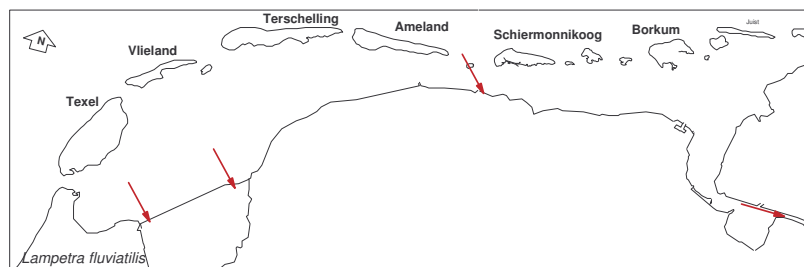 Juist
Terschelling
Ameland
Borkum
Schiermonnikoog
N
Vlieland
Texel
Lampetra fluviatilis